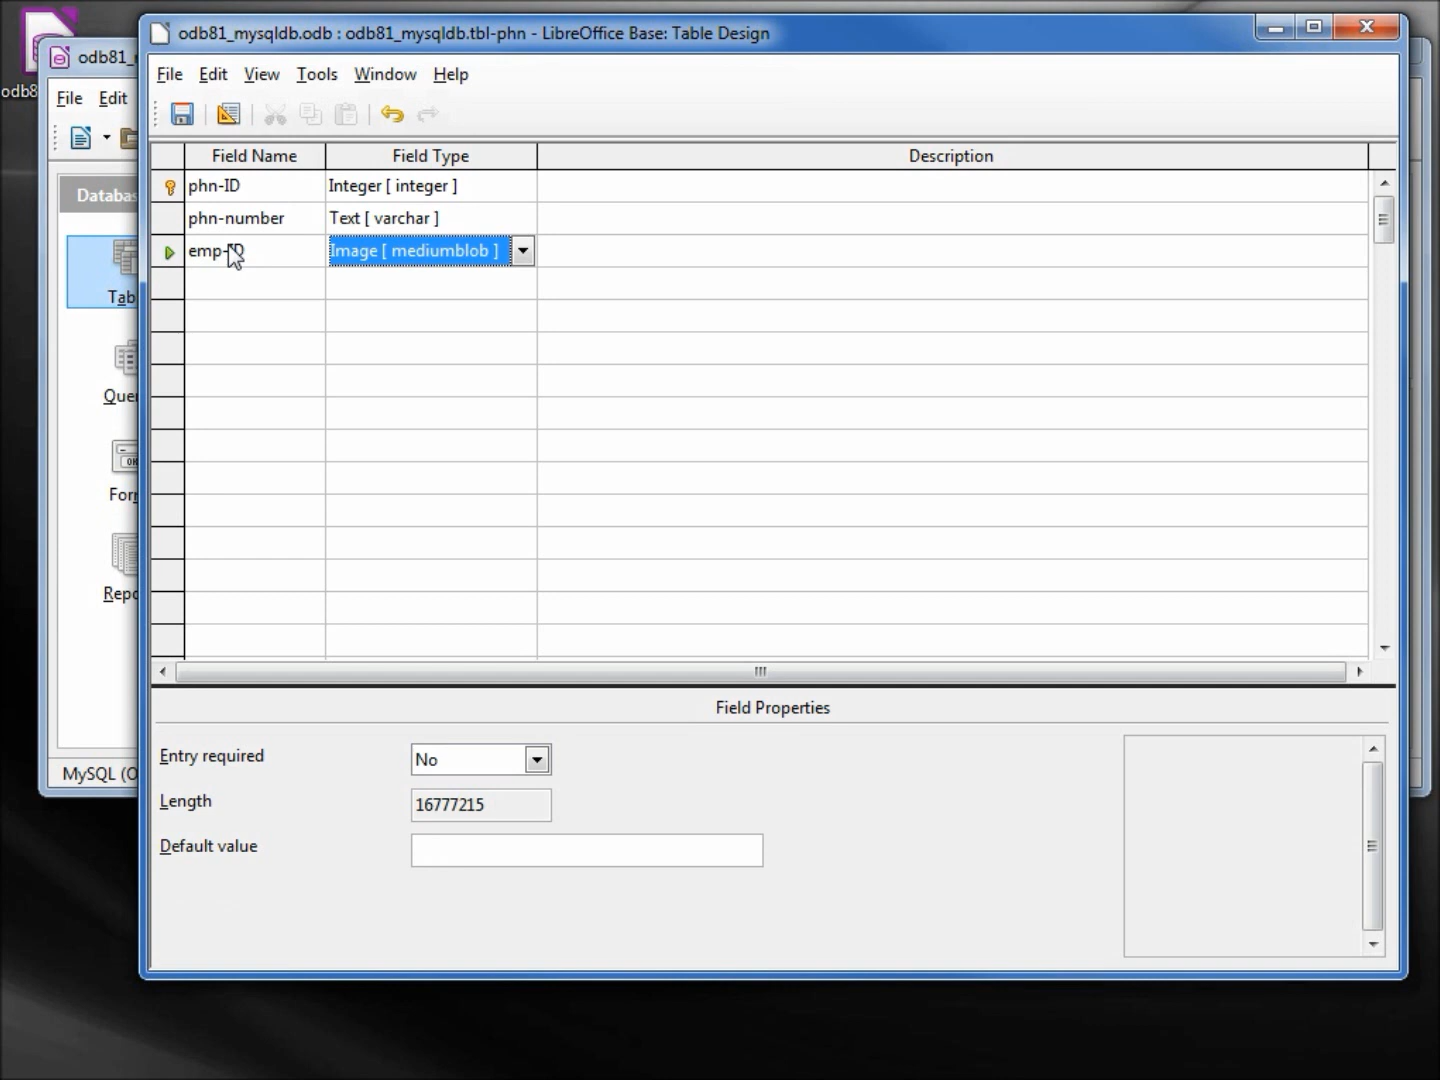 odb81_mysqldb.odb : odb81_mysqldb.tbl-phn - LibreOffice Base: Table Design
odb8
odb81_
File Edit View Tools Window Help
File Edit
Field Name Field Type Description
phn-ID Integer [ integer ]
phn-number Text [ varchar ]
emp-ID Image [ mediumblob ]
Databas
Tab
Que
For
Repo
MySQL (O
Field Properties
Entry required No
Length 16777215
Default value